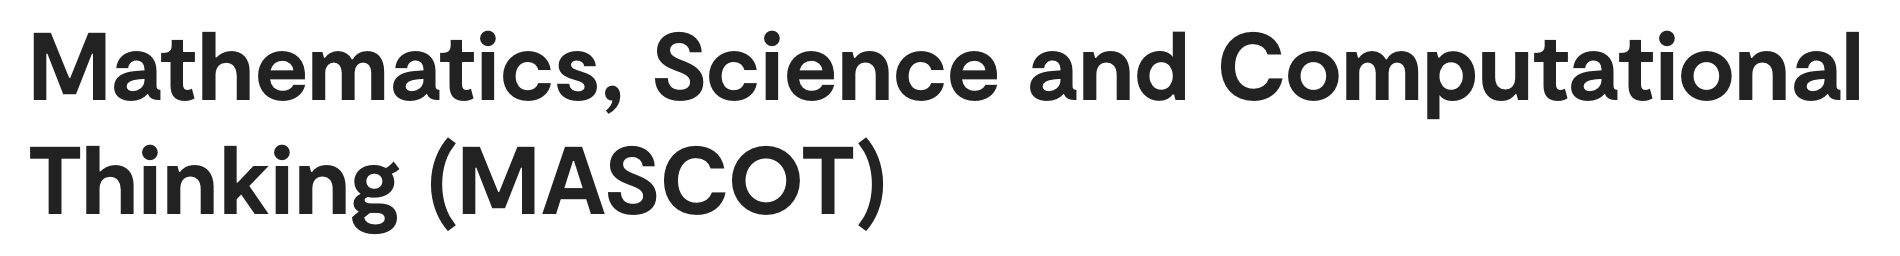 Mathematics, Science and Computational
Thinking (MASCOT)